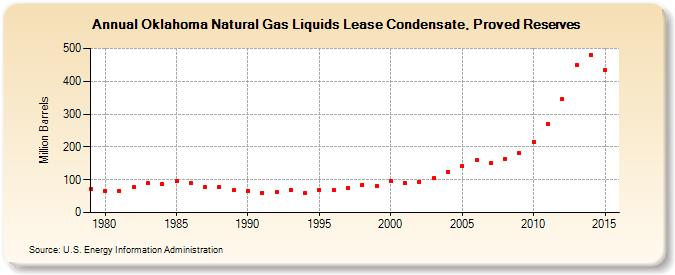 Annual Oklahoma Natural Gas Liquids Lease Condensate, Proved Reserves
Million Barrels
500
400
300
200
100
0
1980 1985 1990 1995 2000 2005 2010 2015
Source: U.S. Energy Information Administration